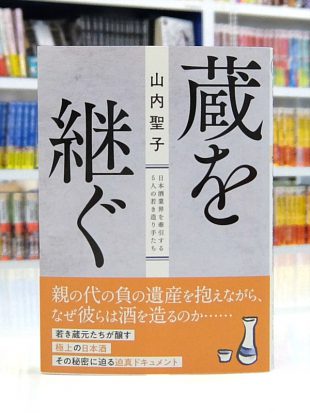 蔵を
継ぐ
山内聖子
日本酒業界を牽引する
5人の若き造り手たち
親の代の負の遺産を抱えながら、
なぜ彼らは酒を造るのか……
若き蔵元たちが醸す
極上の日本酒
その秘密に迫る迫真ドキュメント